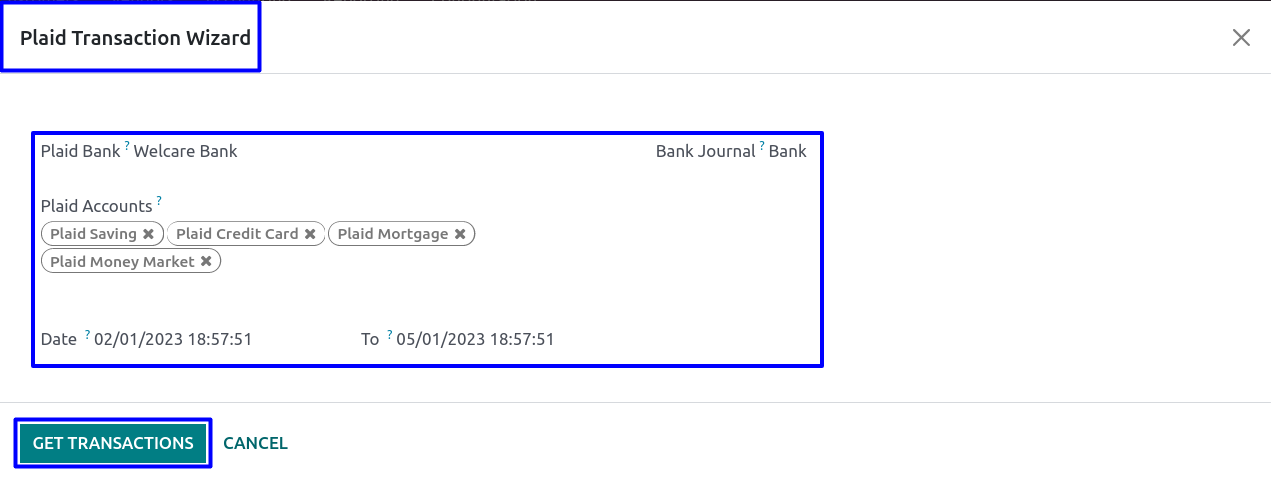 Plaid Transaction Wizard
Plaid Bank ? Welcare Bank Bank Journal ? Bank
Plaid Accounts ?
Plaid Saving ✖ Plaid Credit Card ✖ Plaid Mortgage ✖
Plaid Money Market ✖
Date ? 02/01/2023 18:57:51 To ? 05/01/2023 18:57:51
GET TRANSACTIONS CANCEL